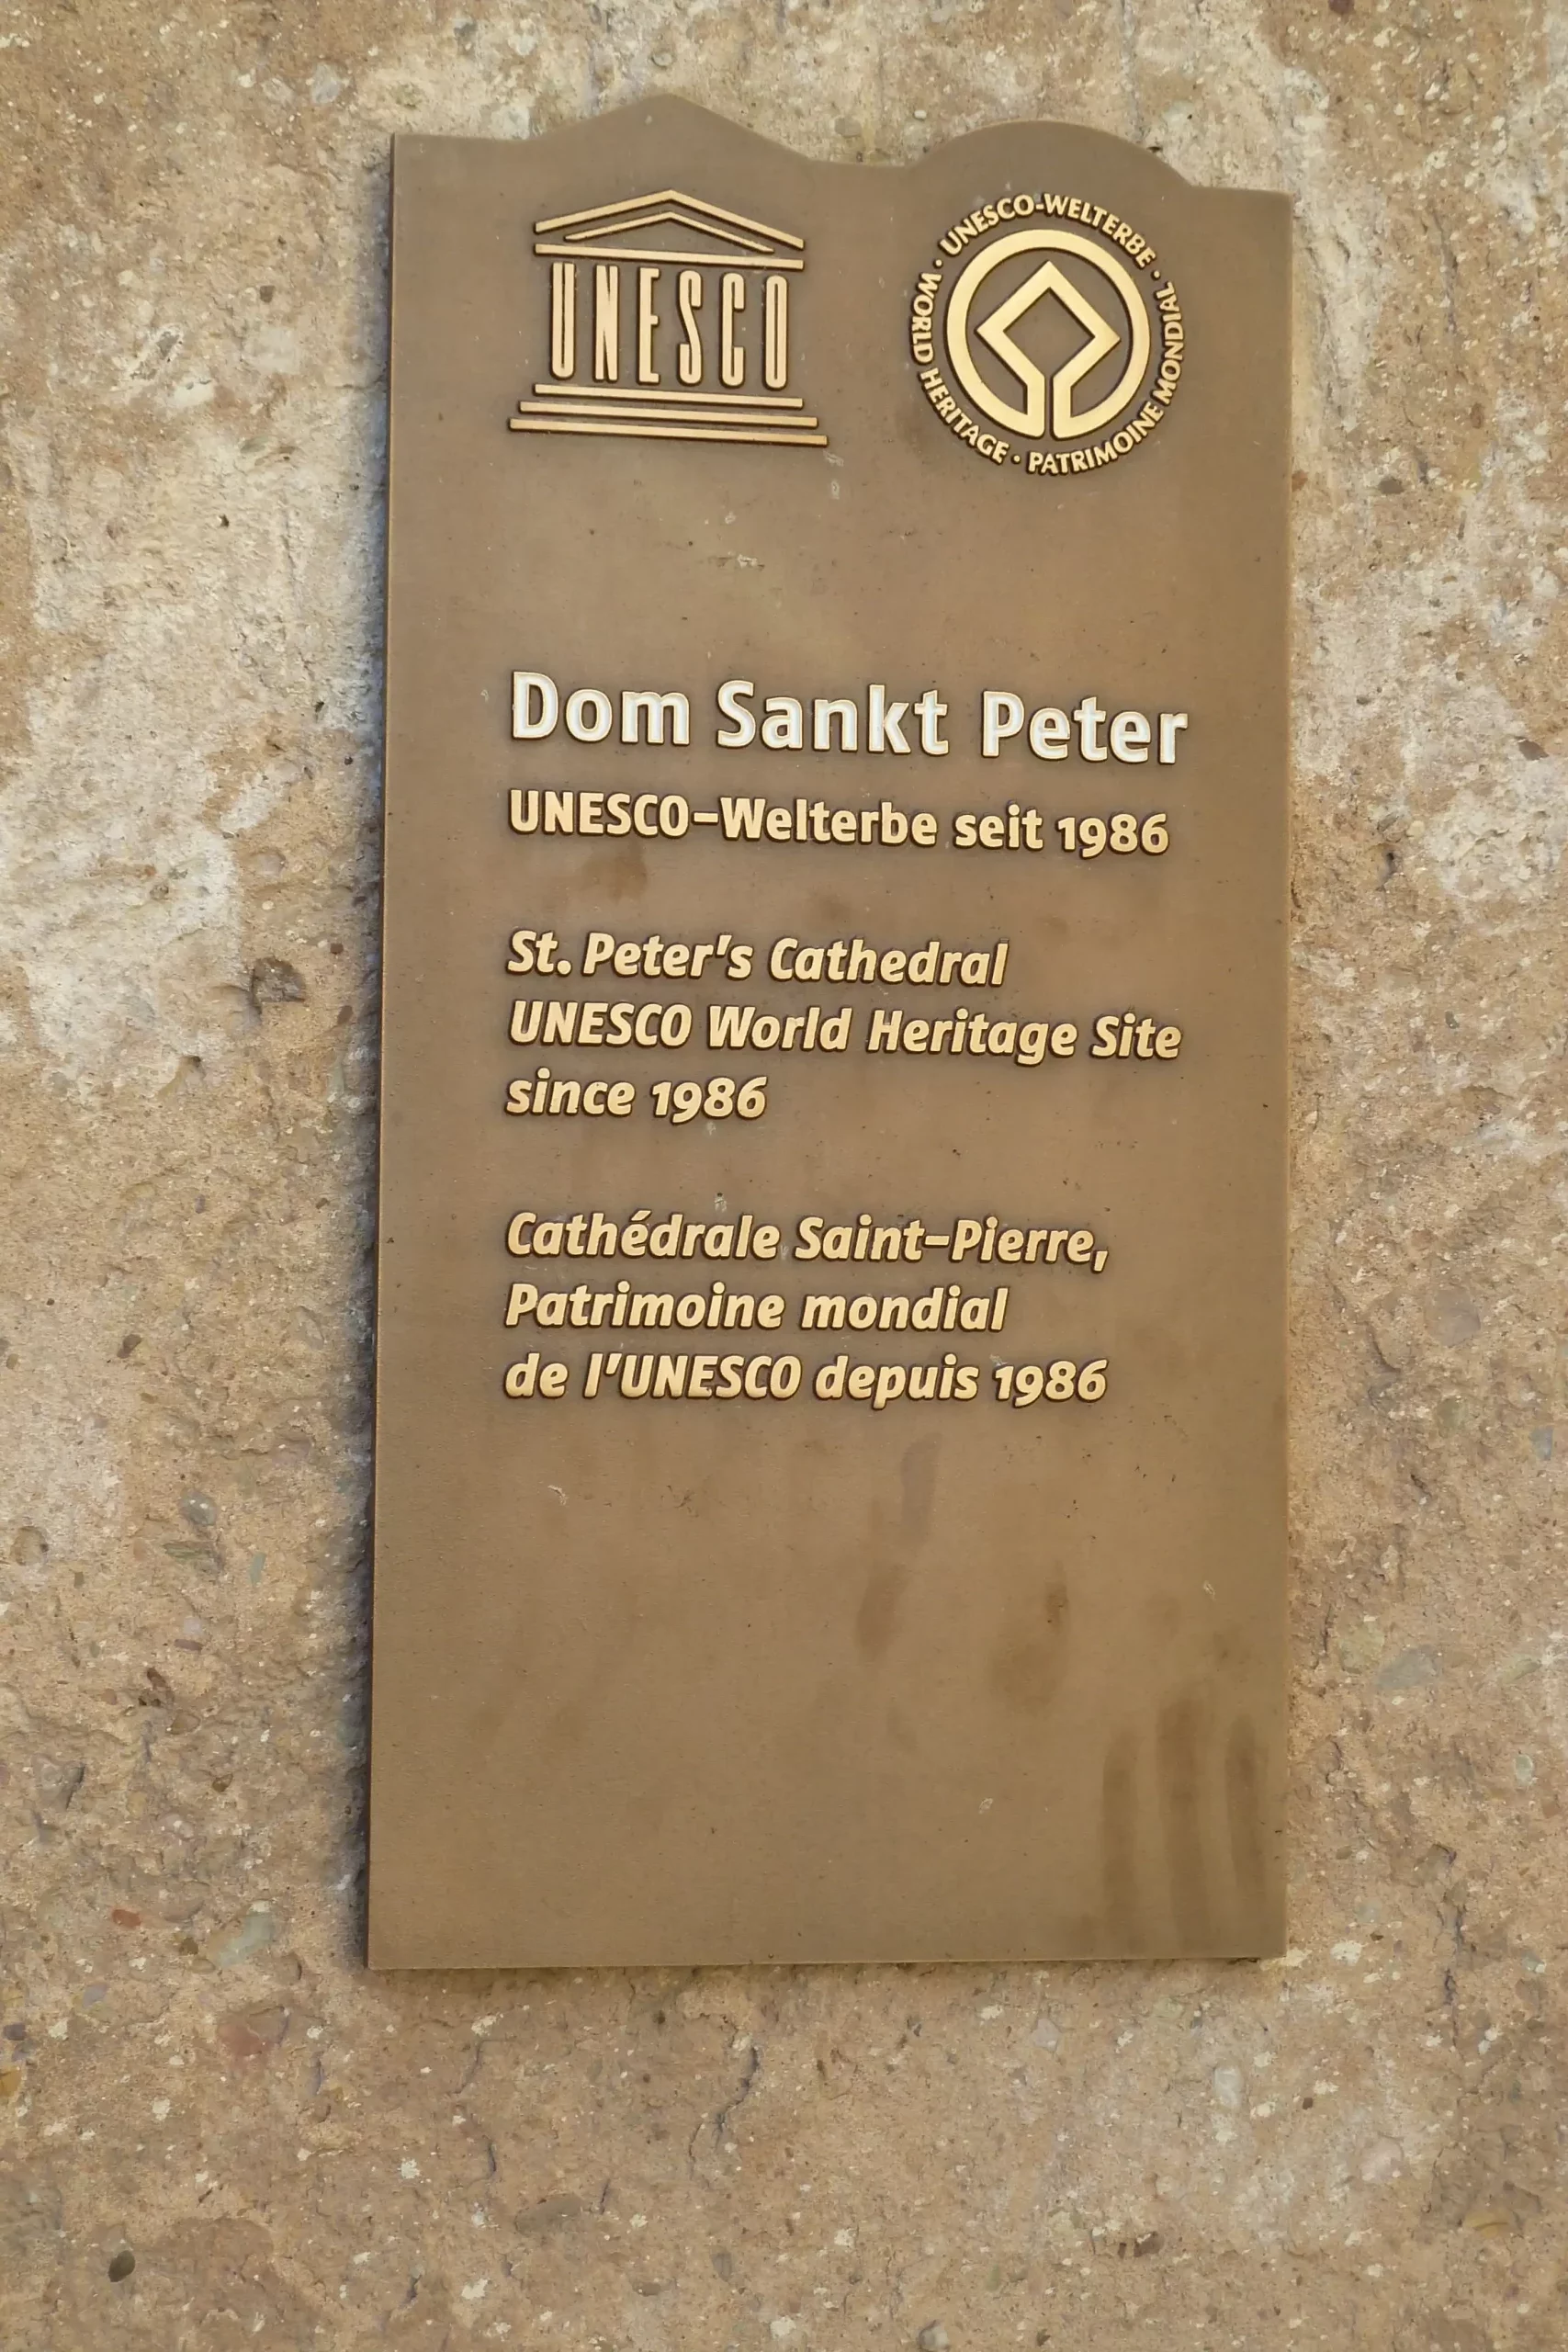 UNESCO
UNESCO-WELTERBE · PATRIMOINE MONDIAL · WORLD HERITAGE ·
Dom Sankt Peter
UNESCO-Welterbe seit 1986
St. Peter's Cathedral
UNESCO World Heritage Site
since 1986
Cathédrale Saint-Pierre,
Patrimoine mondial
de l'UNESCO depuis 1986